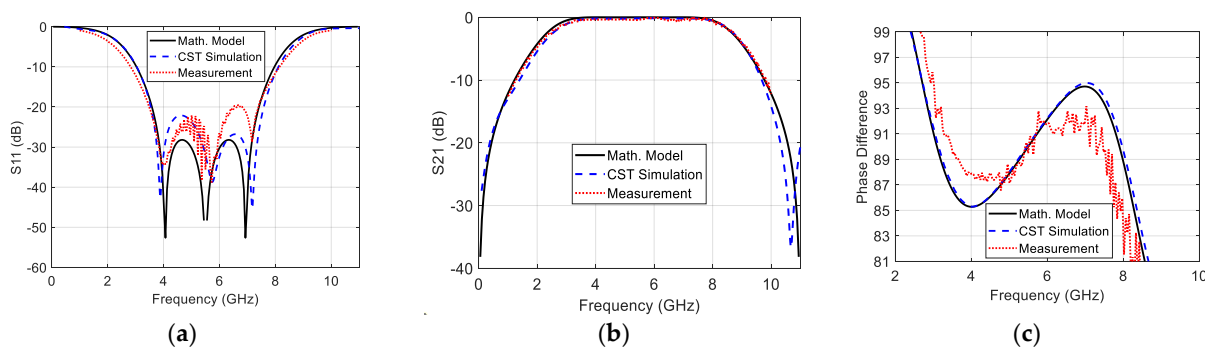 0
-10
-20
-30
-40
-50
-60
S11 (dB)
0 2 4 6 8 10
Frequency (GHz)
Math. Model
CST Simulation
Measurement
(a)
0
-10
-20
-30
-40
S21 (dB)
0 2 4 6 8 10
Frequency (GHz)
Math. Model
CST Simulation
Measurement
(b)
99
97
95
93
91
89
87
85
83
81
Phase Difference
2 4 6 8 10
Frequency (GHz)
Math. Model
CST Simulation
Measurement
(c)